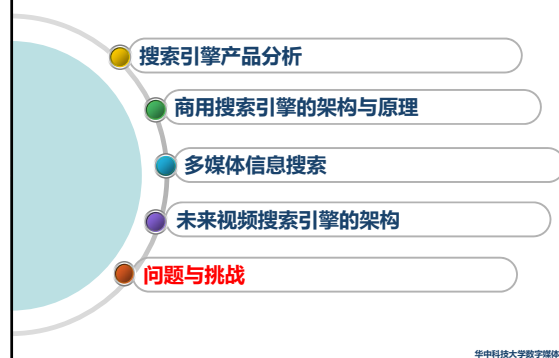 搜索引擎产品分析
商用搜索引擎的架构与原理
多媒体信息搜索
未来视频搜索引擎的架构
问题与挑战
华中科技大学数字媒体